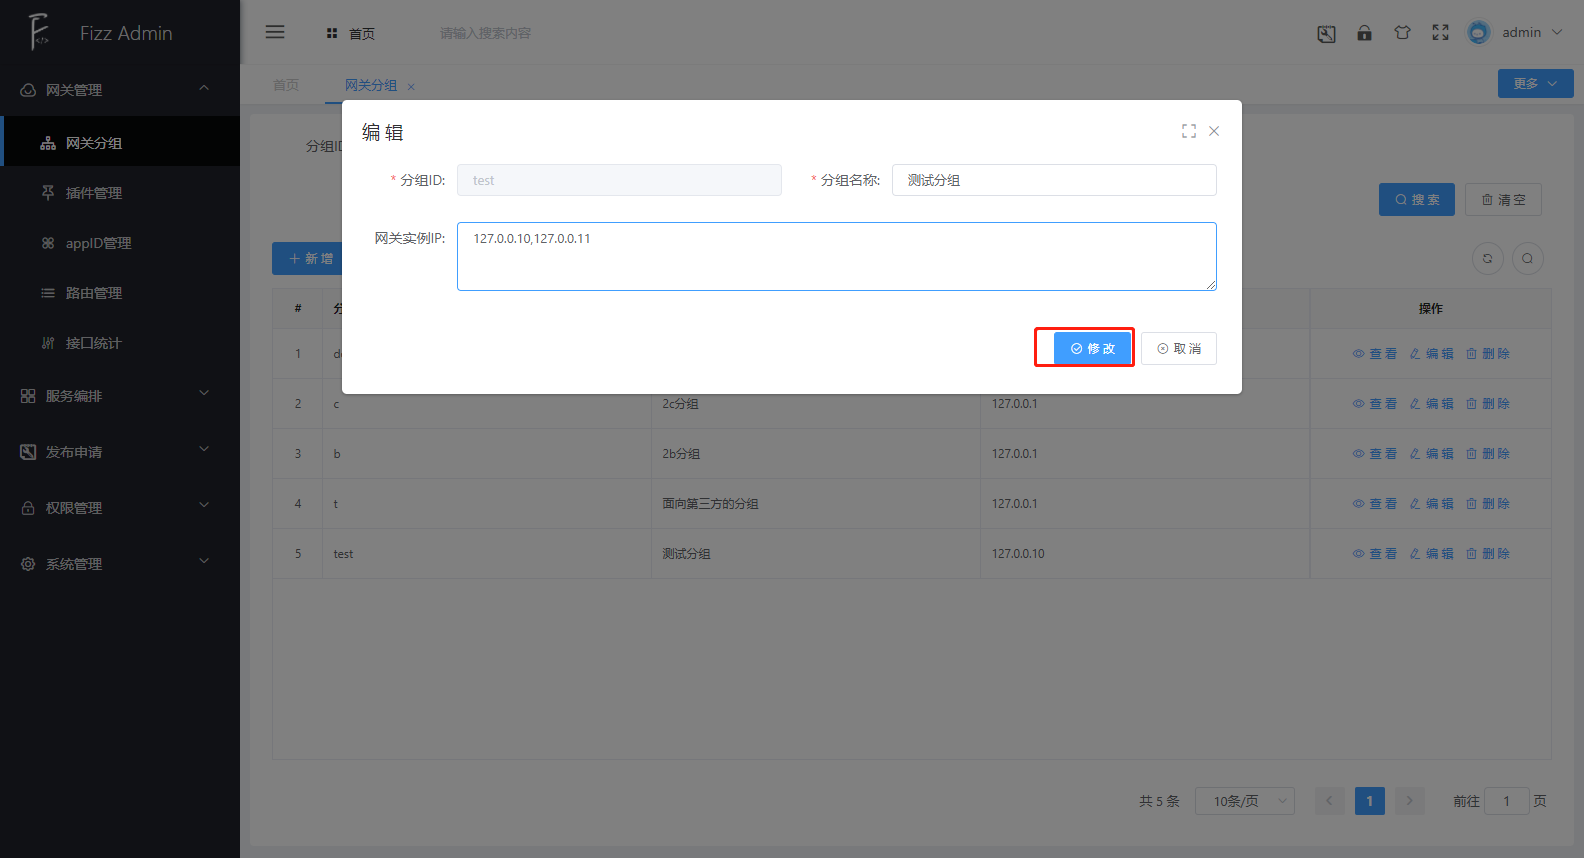 Fizz Admin
首页
请输入搜索内容
admin
网关管理
网关分组
插件管理
appID管理
路由管理
接口统计
服务编排
发布申请
权限管理
系统管理
首页
网关分组 ×
更多
分组ID
搜 索
清 空
编 辑
* 分组ID: test
* 分组名称: 测试分组
网关实例IP: 127.0.0.10,127.0.0.11
修 改
取 消
+ 新 增
# 操作
1 查 看 编 辑 删 除
2 c 2c分组 127.0.0.1 查 看 编 辑 删 除
3 b 2b分组 127.0.0.1 查 看 编 辑 删 除
4 t 面向第三方的分组 127.0.0.1 查 看 编 辑 删 除
5 test 测试分组 127.0.0.10 查 看 编 辑 删 除
共 5 条 10条/页 < 1 > 前往 1 页